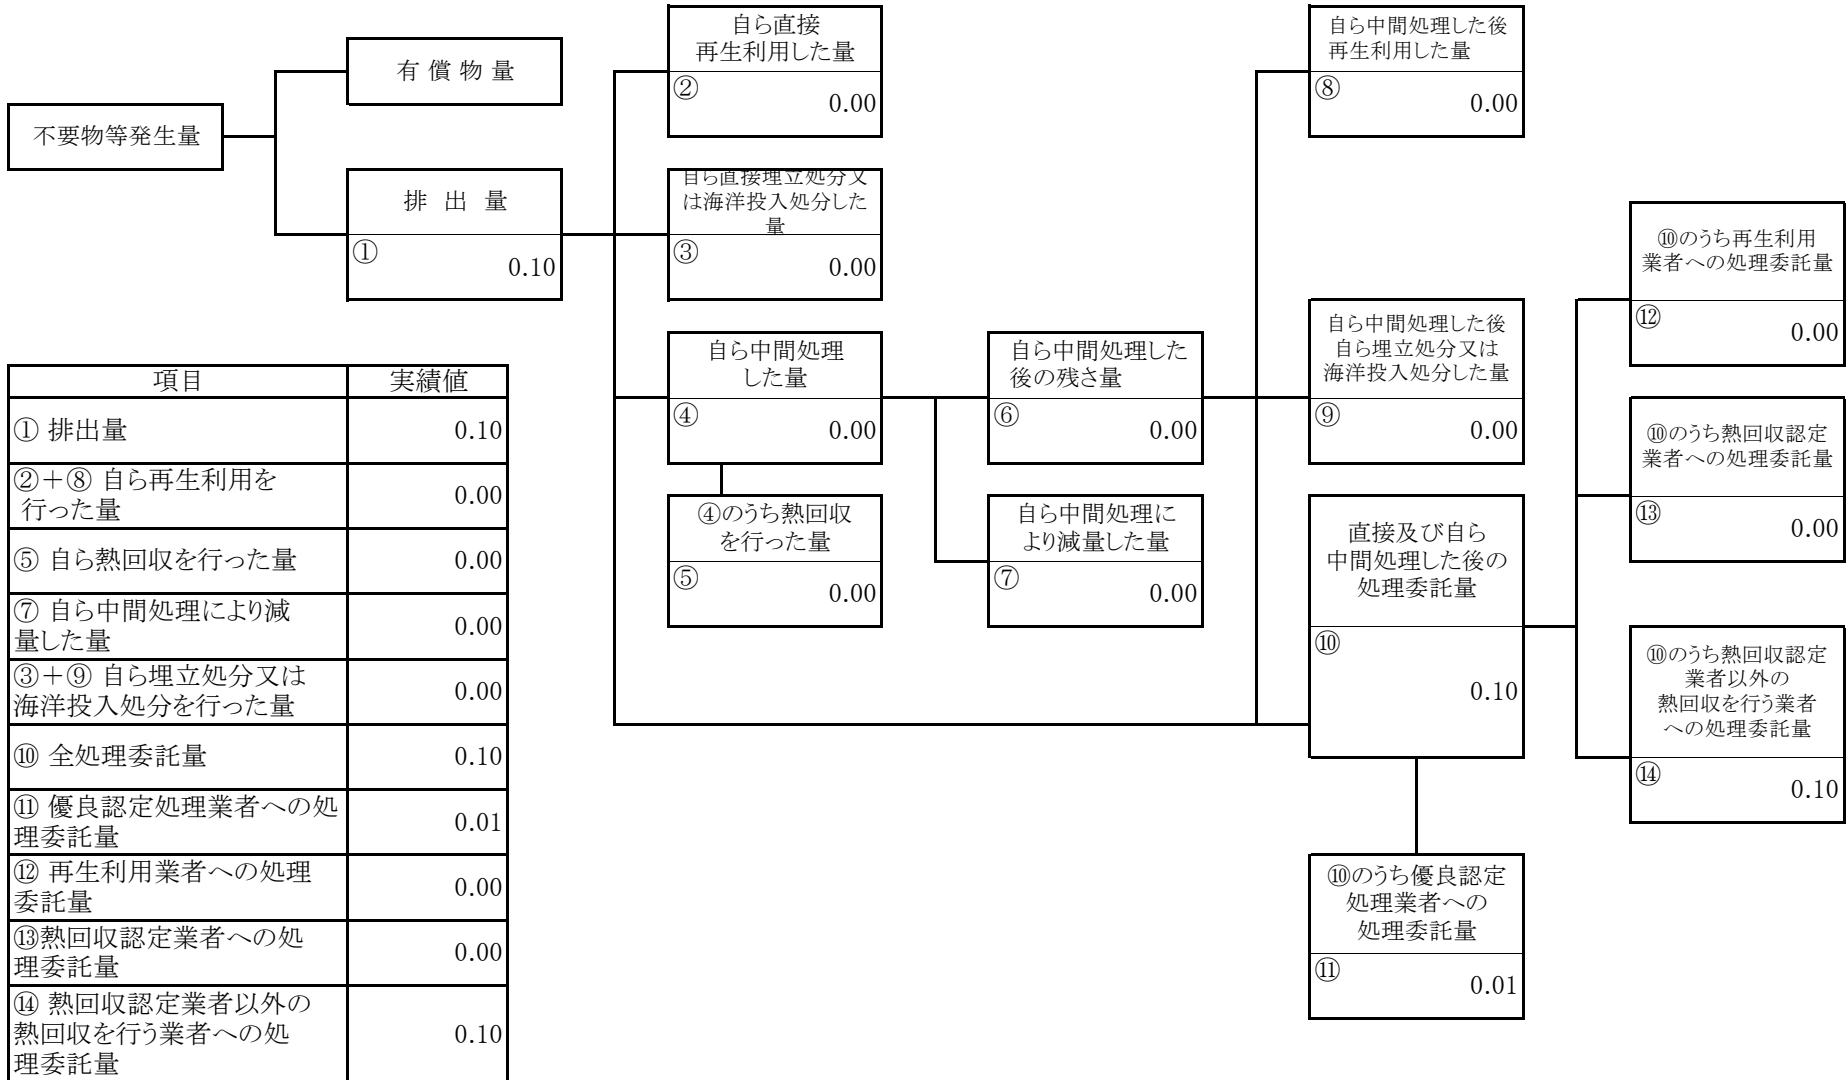 不要物等発生量
有 償 物 量
排 出 量
①
0.10
自ら直接
再生利用した量
②
0.00
自ら直接埋立処分又
は海洋投入処分した
量
③
0.00
自ら中間処理
した量
④
0.00
④のうち熱回収
を行った量
⑤
0.00
自ら中間処理した
後の残さ量
⑥
0.00
自ら中間処理に
より減量した量
⑦
0.00
自ら中間処理した後
再生利用した量
⑧
0.00
自ら中間処理した後
自ら埋立処分又は
海洋投入処分した量
⑨
0.00
直接及び自ら
中間処理した後の
処理委託量
⑩
0.10
⑩のうち優良認定
処理業者への
処理委託量
⑪
0.01
⑩のうち再生利用
業者への処理委託量
⑫
0.00
⑩のうち熱回収認定
業者への処理委託量
⑬
0.00
⑩のうち熱回収認定
業者以外の
熱回収を行う業者
への処理委託量
⑭
0.10
項目 実績値
① 排出量 0.10
②+⑧ 自ら再生利用を
行った量 0.00
⑤ 自ら熱回収を行った量 0.00
⑦ 自ら中間処理により減
量した量 0.00
③+⑨ 自ら埋立処分又は
海洋投入処分を行った量 0.00
⑩ 全処理委託量 0.10
⑪ 優良認定処理業者への処
理委託量 0.01
⑫ 再生利用業者への処理
委託量 0.00
⑬熱回収認定業者への処
理委託量 0.00
⑭ 熱回収認定業者以外の
熱回収を行う業者への処
理委託量 0.10